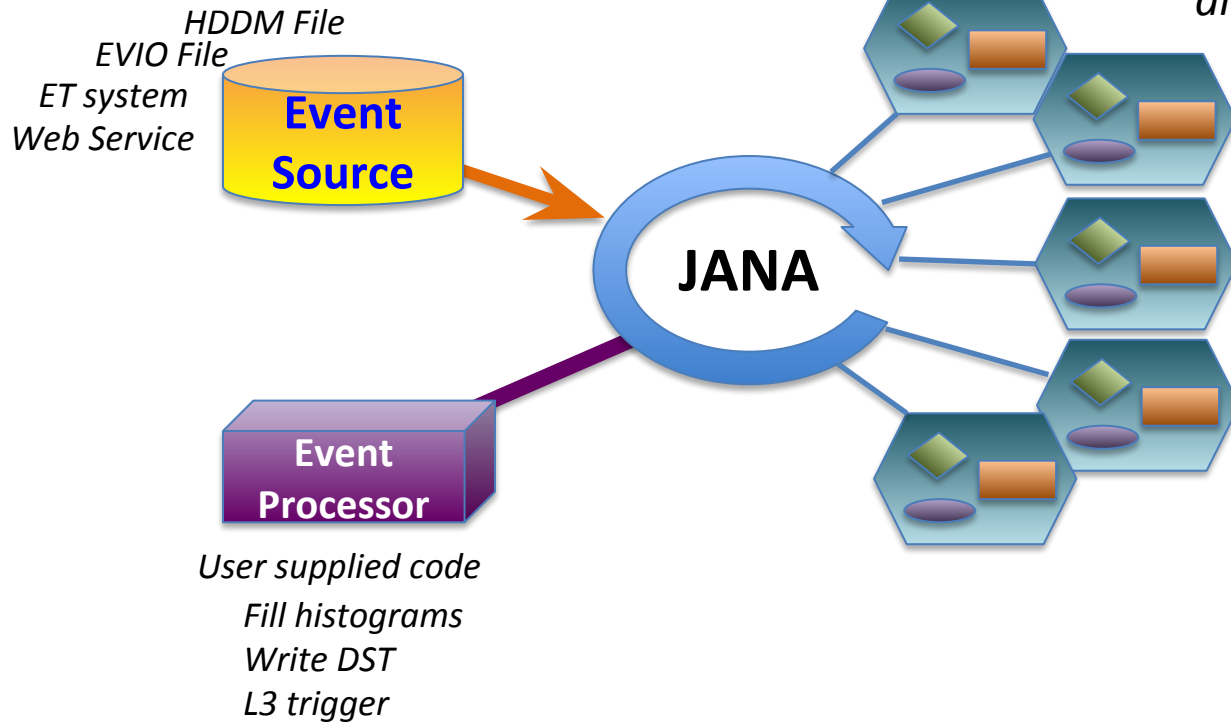 HDDM File
EVIO File
ET system
Web Service
Event
Source
JANA
Event
Processor
User supplied code
Fill histograms
Write DST
L3 trigger